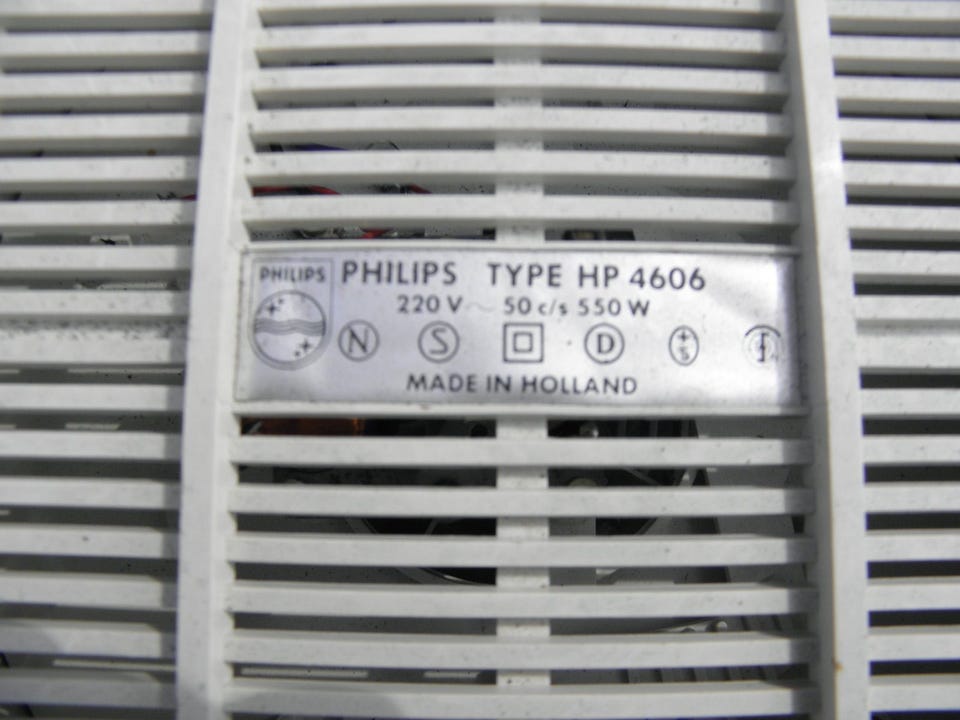 PHILIPS
PHILIPS TYPE HP 4606
220 V ~ 50 c/s 550 W
N S D +S
MADE IN HOLLAND